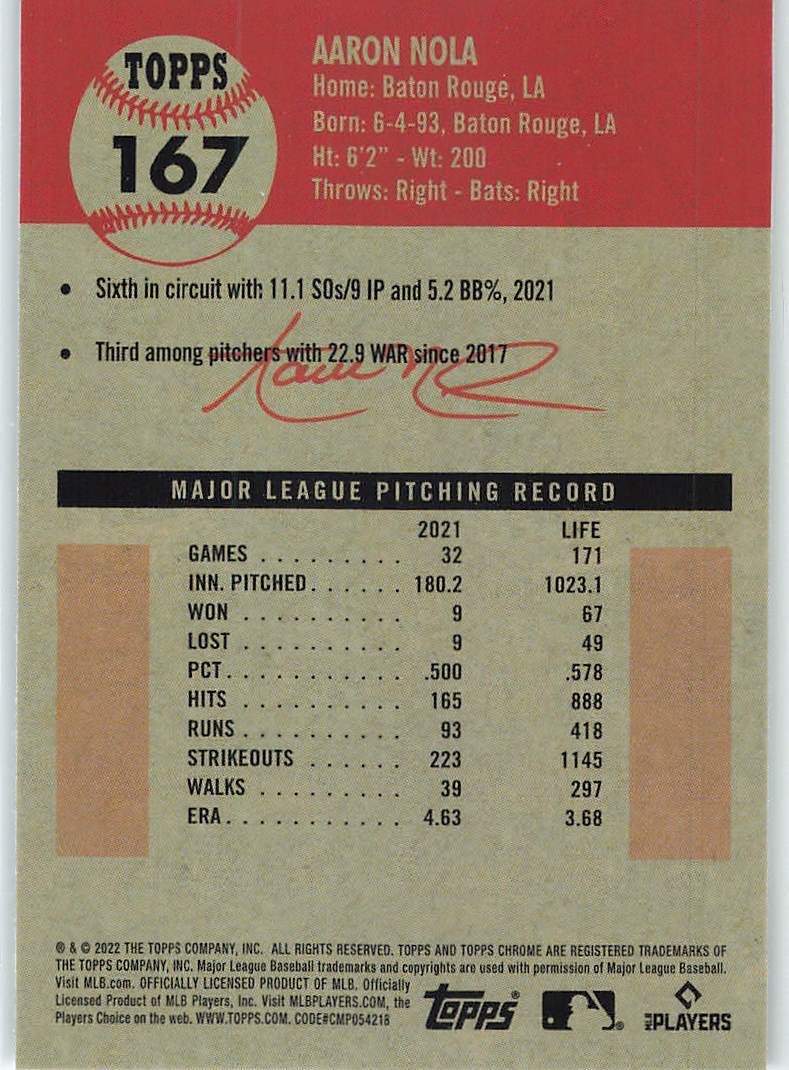 TOPPS
167
AARON NOLA
Home: Baton Rouge, LA
Born: 6-4-93, Baton Rouge, LA
Ht: 6'2" - Wt: 200
Throws: Right - Bats: Right
• Sixth in circuit with 11.1 SOs/9 IP and 5.2 BB%, 2021
• Third among pitchers with 22.9 WAR since 2017
MAJOR LEAGUE PITCHING RECORD
2021 LIFE
GAMES . . . . . . . . . . 32 171
INN. PITCHED. . . . . . 180.2 1023.1
WON . . . . . . . . . . 9 67
LOST . . . . . . . . . . 9 49
PCT. . . . . . . . . . . .500 .578
HITS . . . . . . . . . . 165 888
RUNS. . . . . . . . . . 93 418
STRIKEOUTS . . . . . . 223 1145
WALKS . . . . . . . . . 39 297
ERA. . . . . . . . . . . 4.63 3.68
® & © 2022 THE TOPPS COMPANY, INC. ALL RIGHTS RESERVED. TOPPS AND TOPPS CHROME ARE REGISTERED TRADEMARKS OF
THE TOPPS COMPANY, INC. Major League Baseball trademarks and copyrights are used with permission of Major League Baseball.
Visit MLB.com. OFFICIALLY LICENSED PRODUCT OF MLB. Officially
Licensed Product of MLB Players, Inc. Visit MLBPLAYERS.COM, the
Players Choice on the web. WWW.TOPPS.COM. CODE#CMP054218
Topps®
MLB PLAYERS